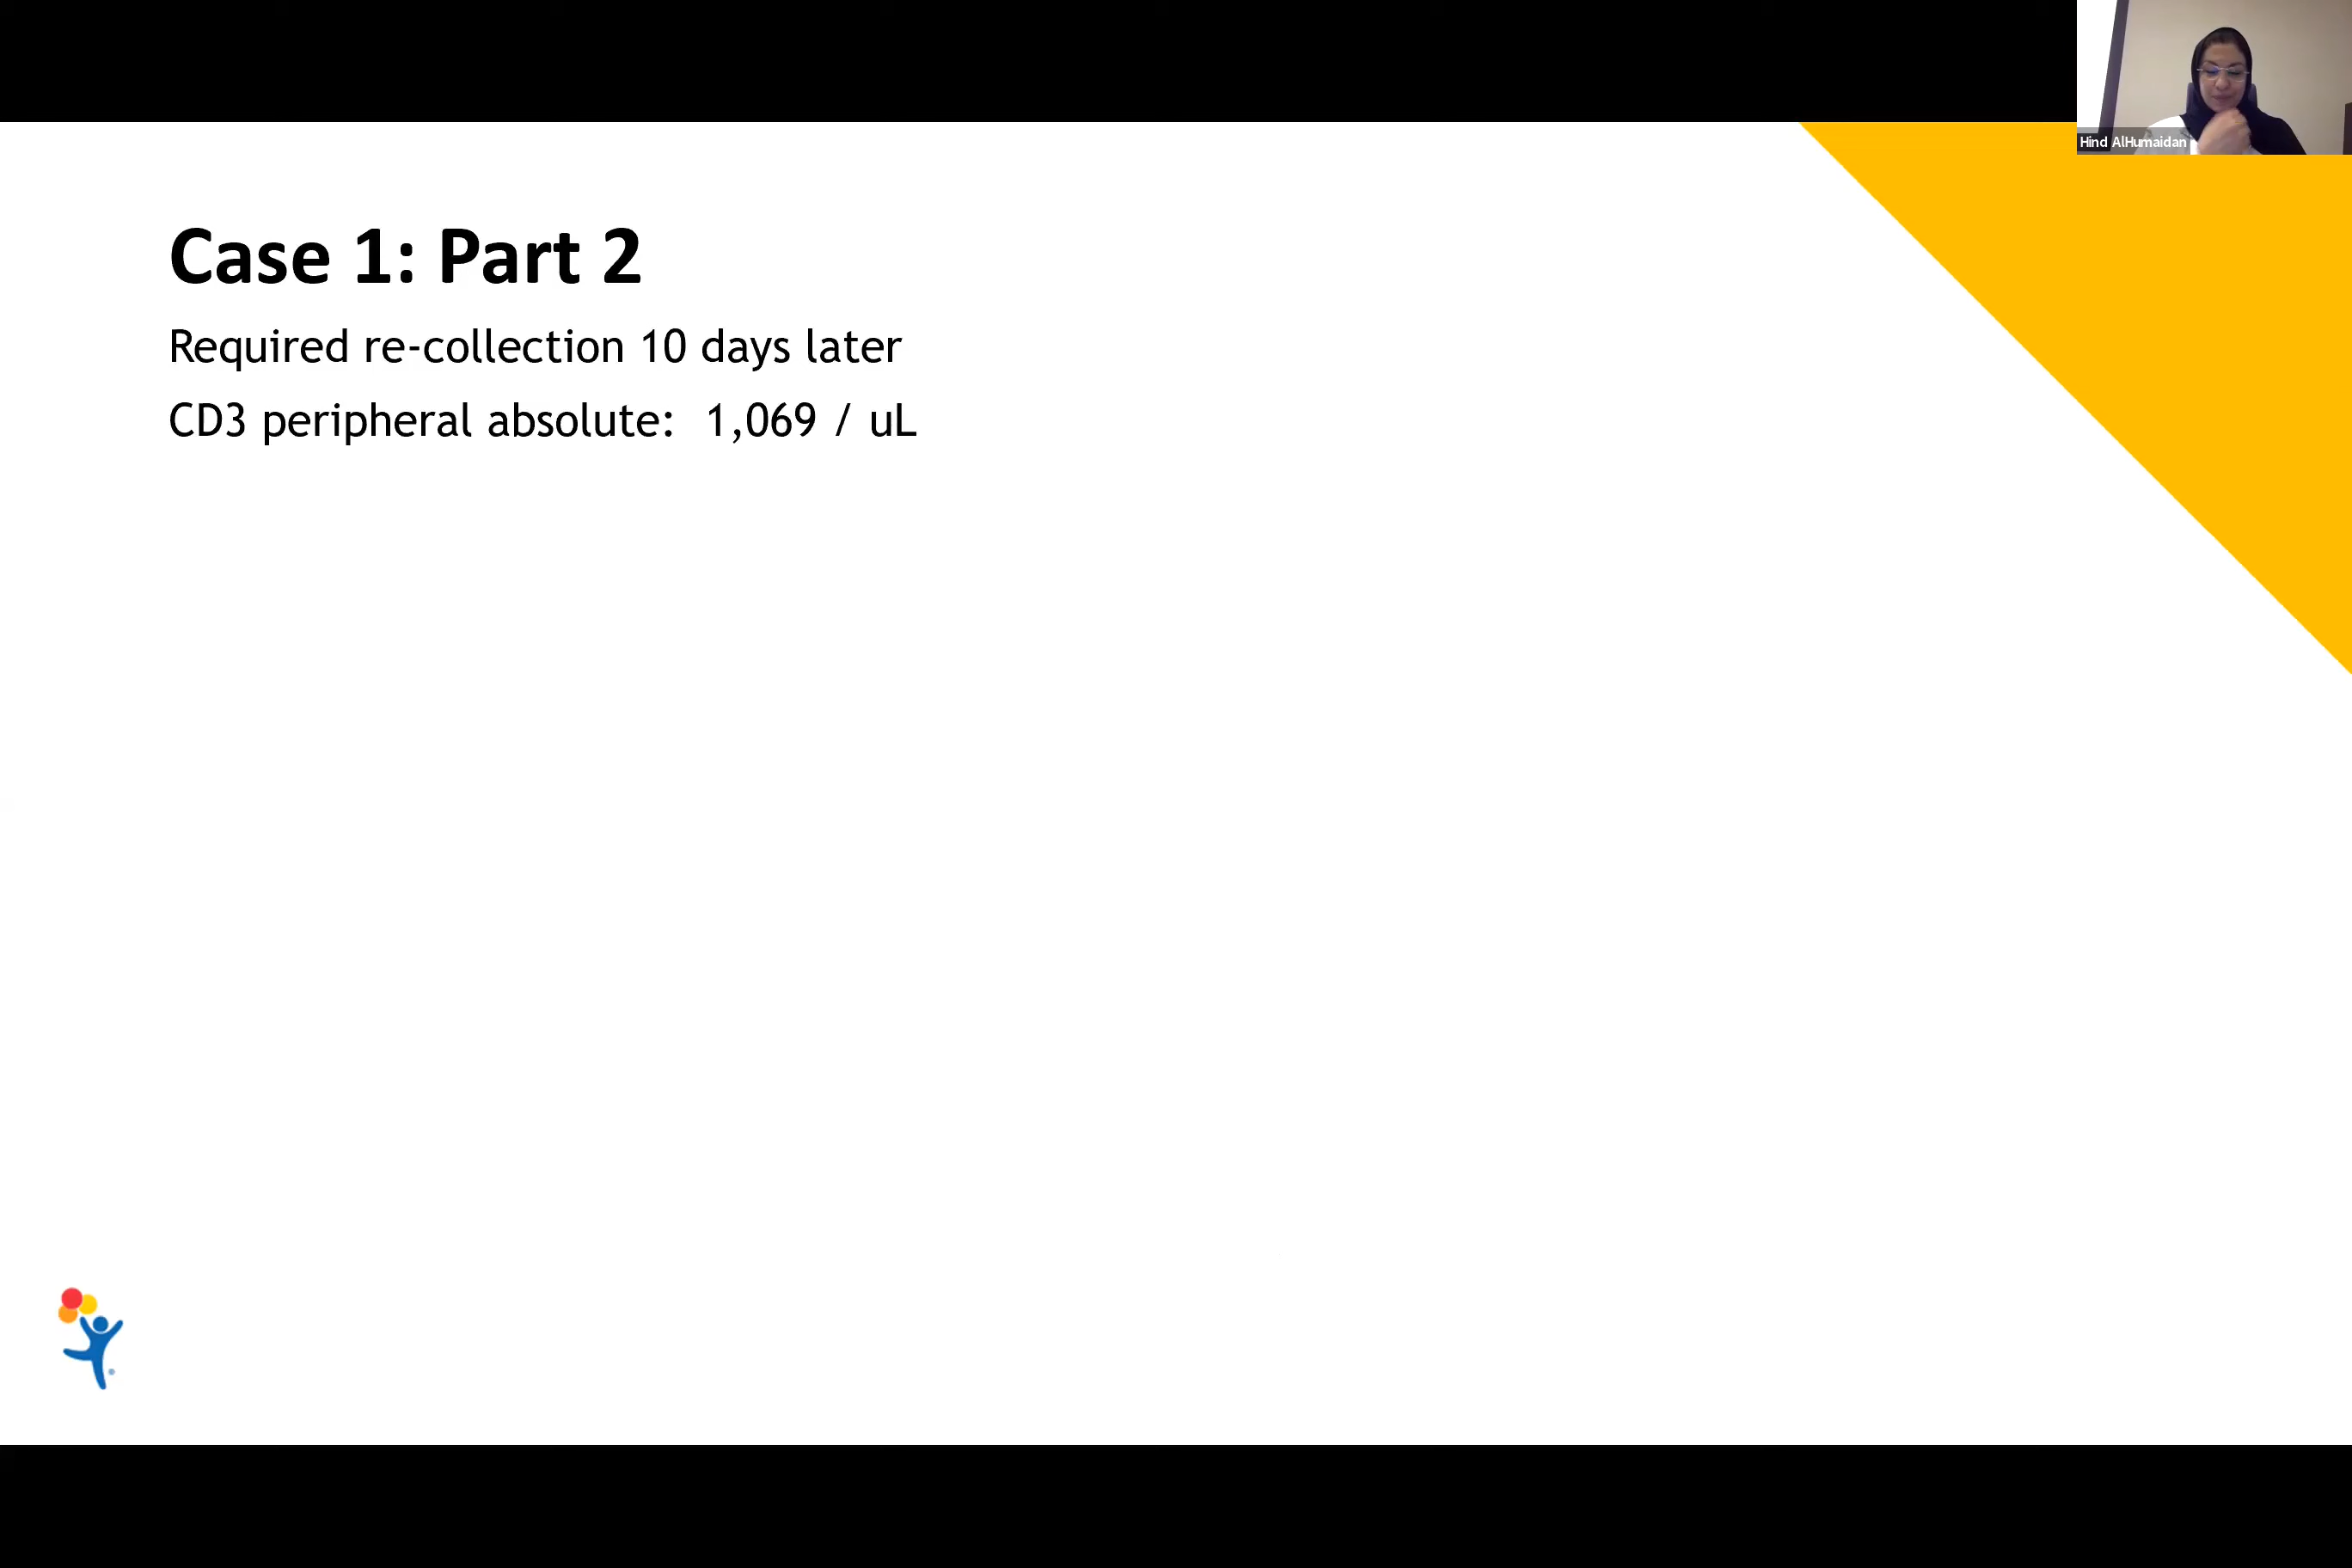 Hind AlHumaidan
Case 1: Part 2
Required re-collection 10 days later
CD3 peripheral absolute: 1,069 / uL